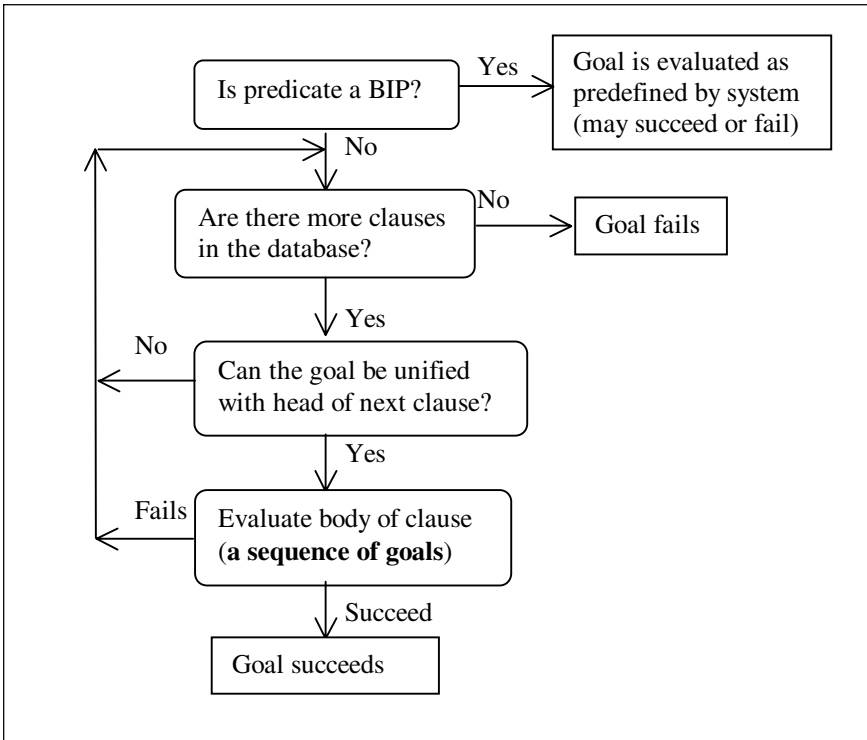 Is predicate a BIP?
Yes
Goal is evaluated as
predefined by system
(may succeed or fail)
No
Are there more clauses
in the database?
No
Goal fails
Yes
No
Can the goal be unified
with head of next clause?
Yes
Fails
Evaluate body of clause
(a sequence of goals)
Succeed
Goal succeeds